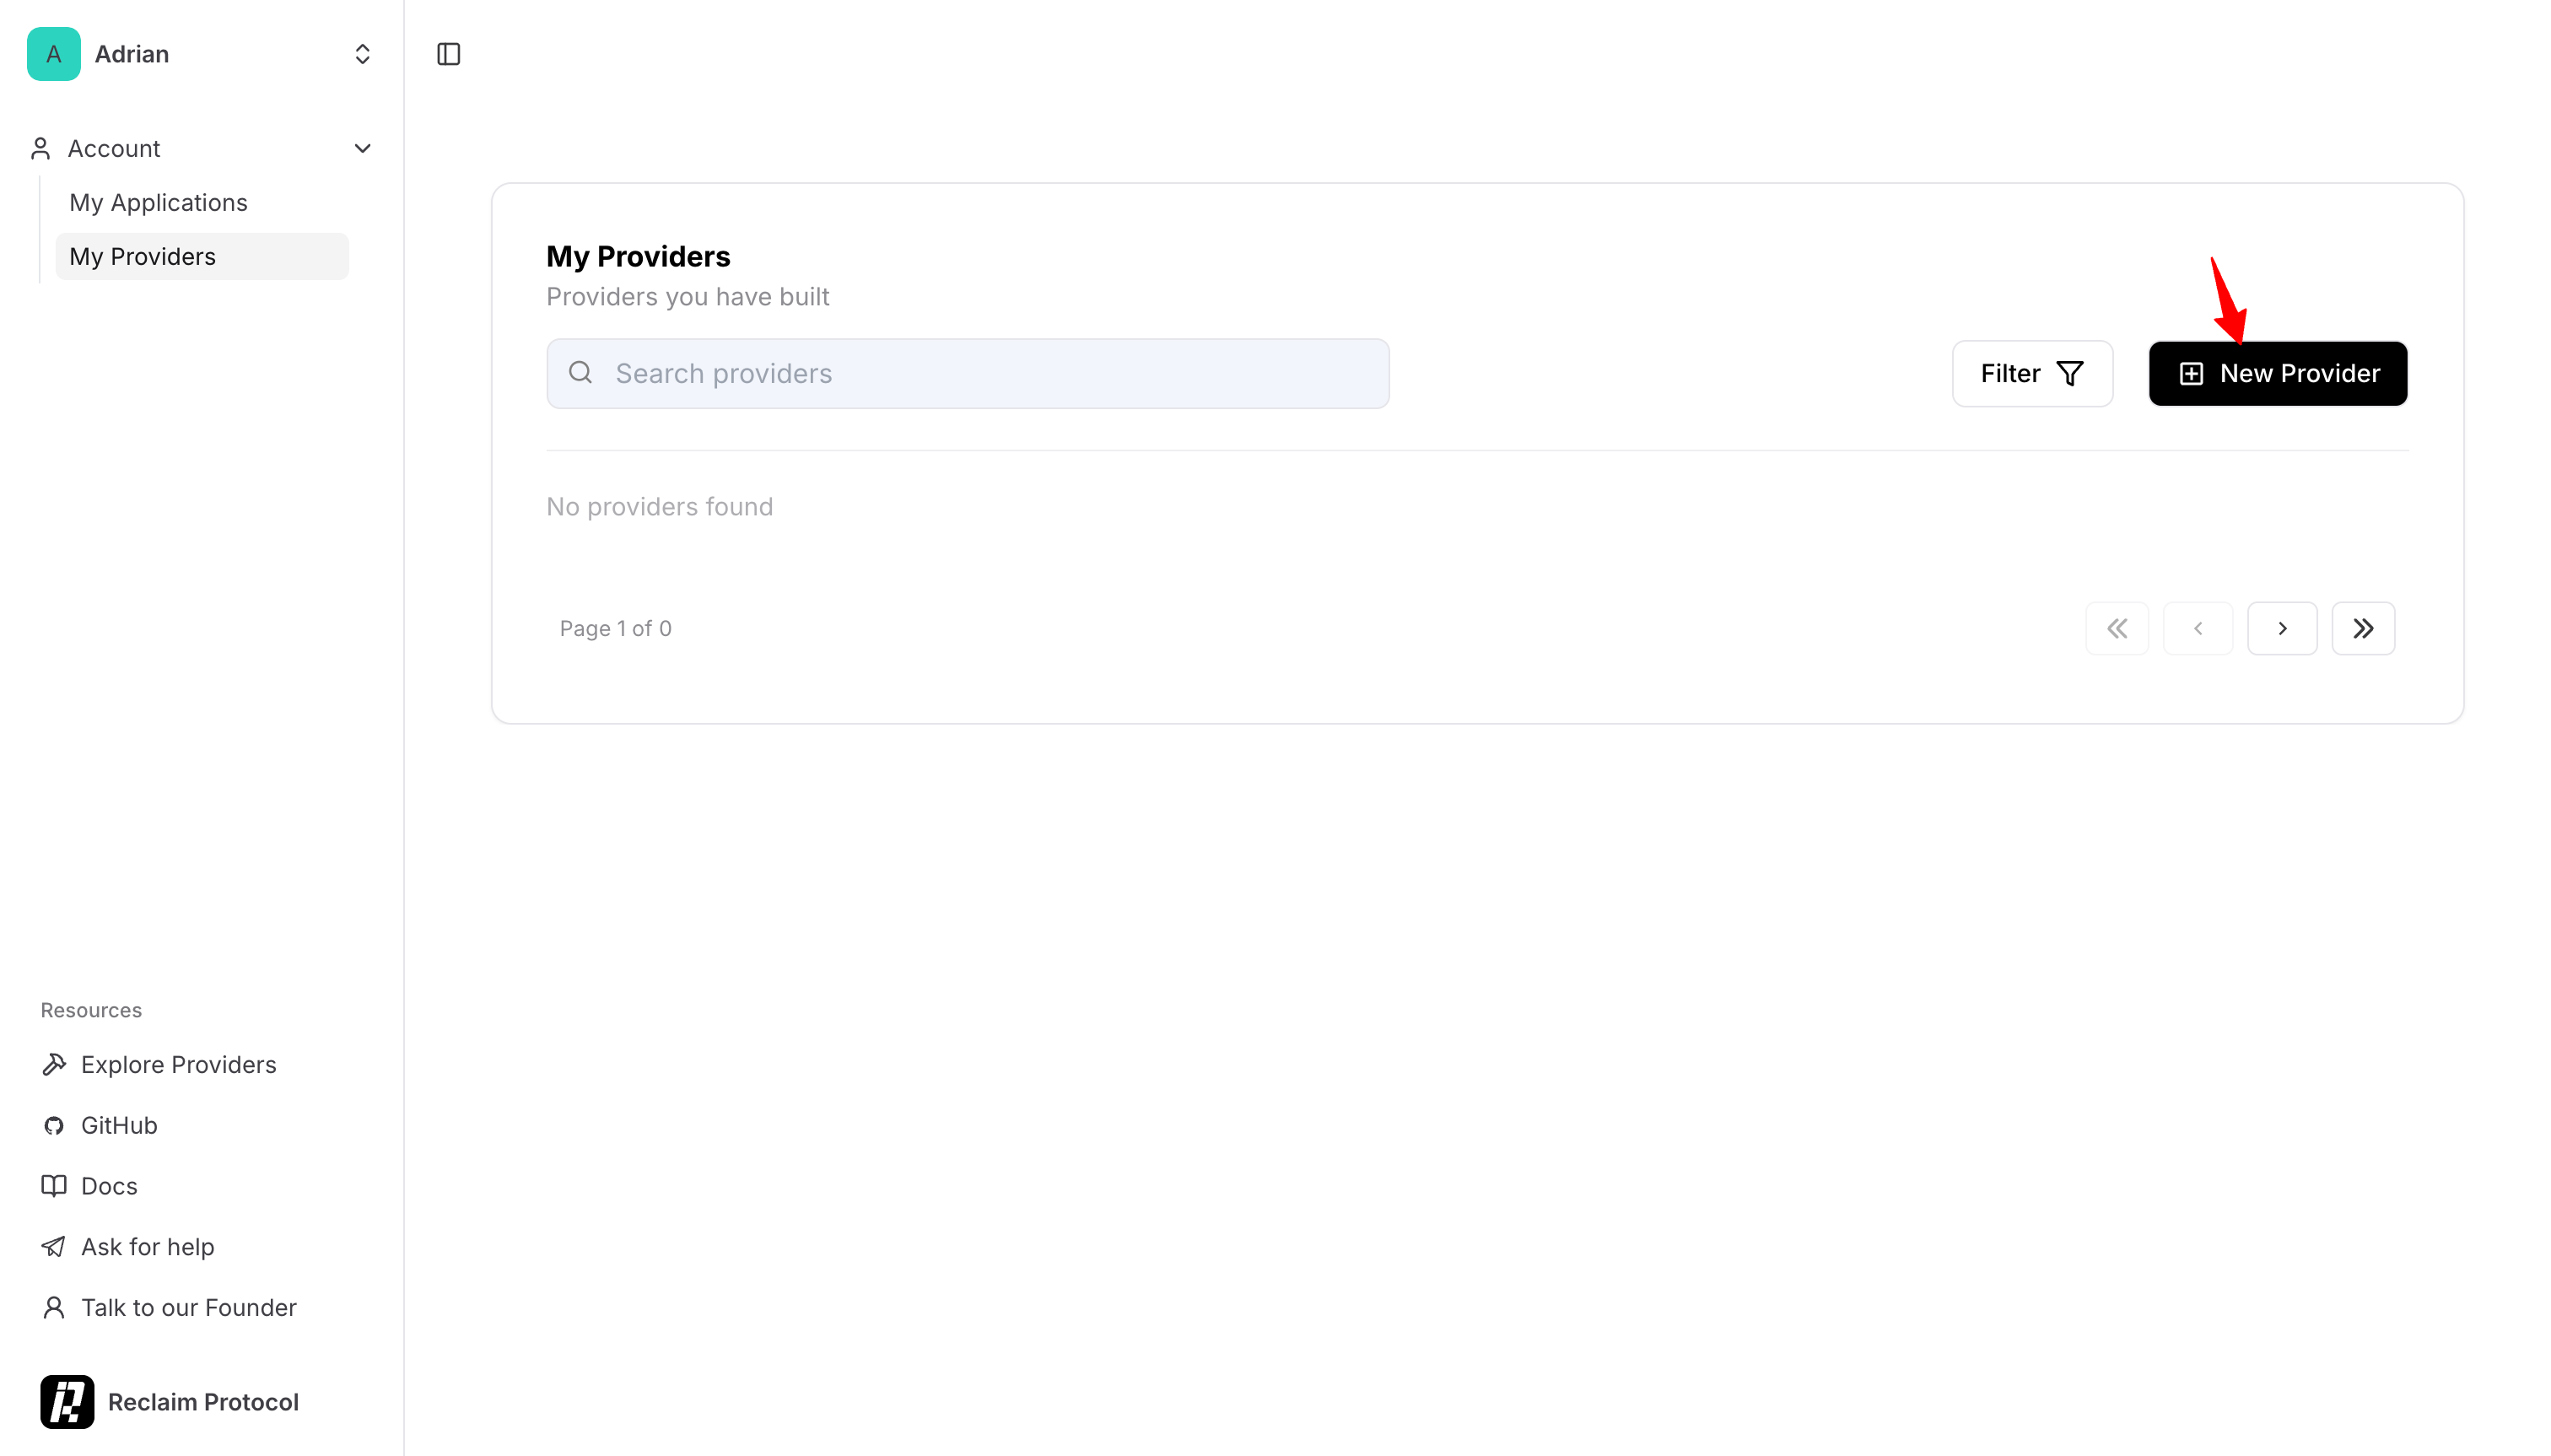 A
Adrian
Account
My Applications
My Providers
My Providers
Providers you have built
Search providers
Filter
New Provider
No providers found
Page 1 of 0
Resources
Explore Providers
GitHub
Docs
Ask for help
Talk to our Founder
Reclaim Protocol